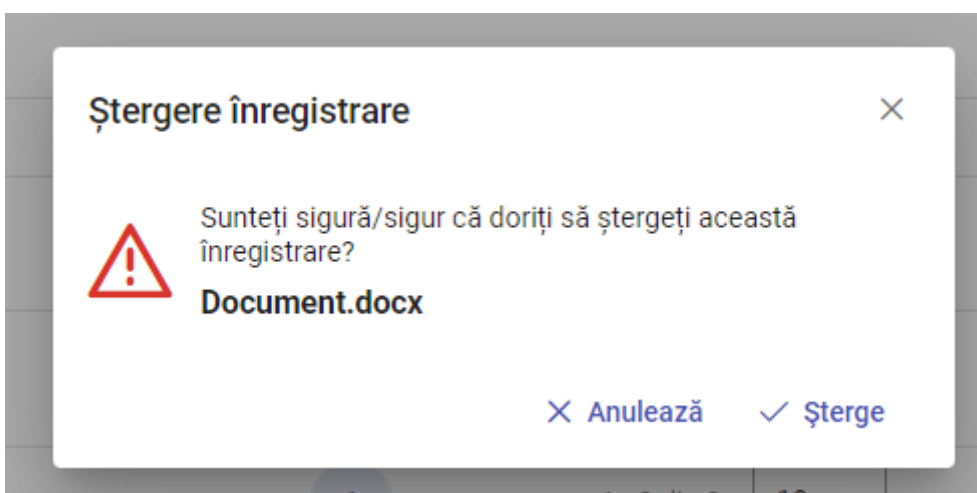 Ștergere înregistrare
Sunteți sigură/sigur că doriți să ștergeți această
înregistrare?
Document.docx
Anulează
Șterge